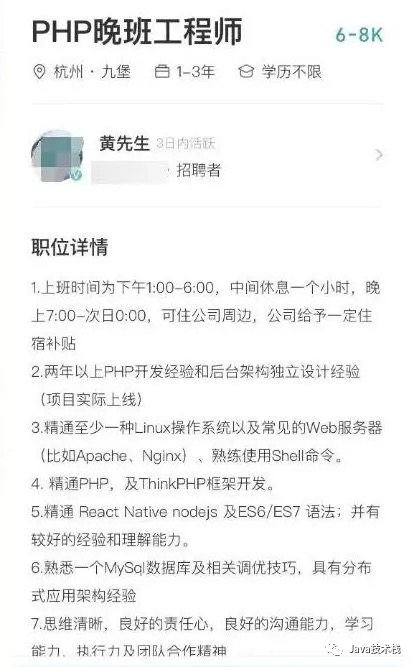 PHP晚班工程师
6-8K
杭州·九堡
1-3年
学历不限
黄先生 3日内活跃
· 招聘者
职位详情
1.上班时间为下午1:00-6:00，中间休息一个小时，晚
上7:00-次日0:00，可住公司周边，公司给予一定住
宿补贴
2.两年以上PHP开发经验和后台架构独立设计经验
（项目实际上线）
3.精通至少一种Linux操作系统以及常见的Web服务器
（比如Apache、Nginx）、熟练使用Shell命令。
4. 精通PHP，及ThinkPHP框架开发。
5.精通 React Native nodejs 及ES6/ES7 语法；并有
较好的经验和理解能力。
6.熟悉一个MySql数据库及相关调优技巧，具有分布
式应用架构经验
7.思维清晰，良好的责任心，良好的沟通能力，学习
能力、执行力及团队合作精神
Java技术栈